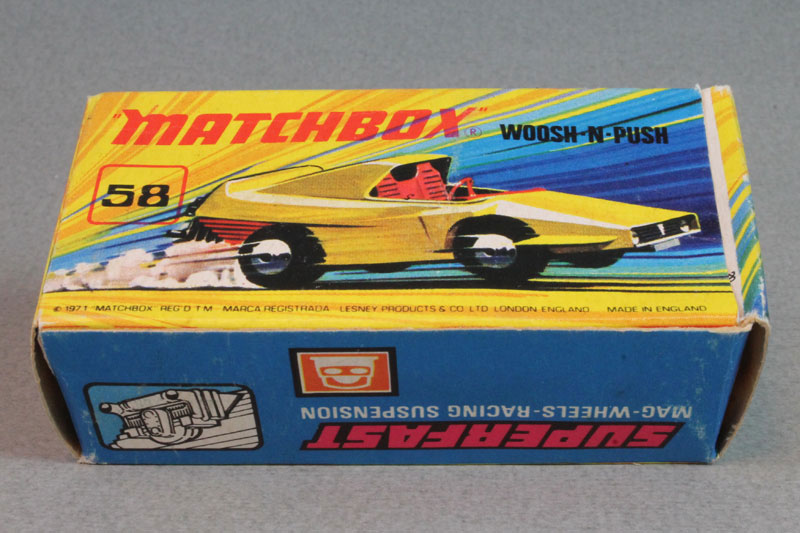 "MATCHBOX"® WOOSH-N-PUSH
58
© 1971 MATCHBOX REG'D T M MARCA REGISTRADA LESNEY PRODUCTS & CO LTD LONDON ENGLAND MADE IN ENGLAND
SUPERFAST
MAG-WHEELS-RACING SUSPENSION